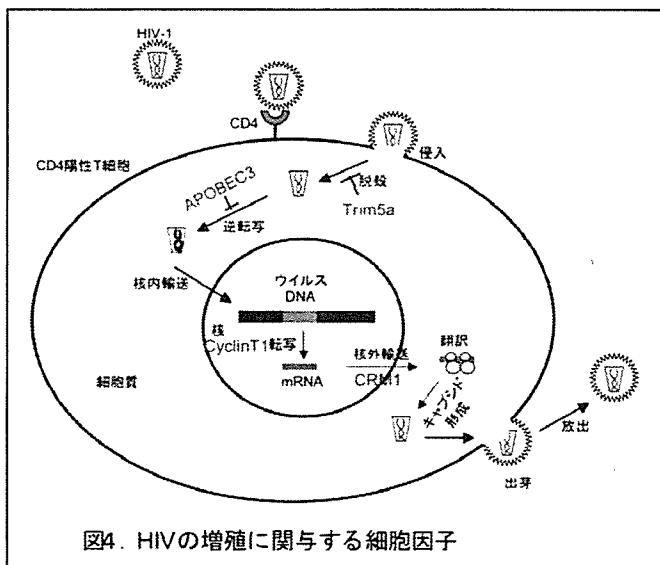 HIV-1
CD4
CD4陽性T細胞
侵入
脱殻
Trim5a
APOBEC3
逆転写
核内輸送
ウイルス
DNA
核
CyclinT1転写
mRNA
核外輸送
CRM1
翻訳
細胞質
キャプシド
形成
出芽
放出
図4. HIVの増殖に関与する細胞因子